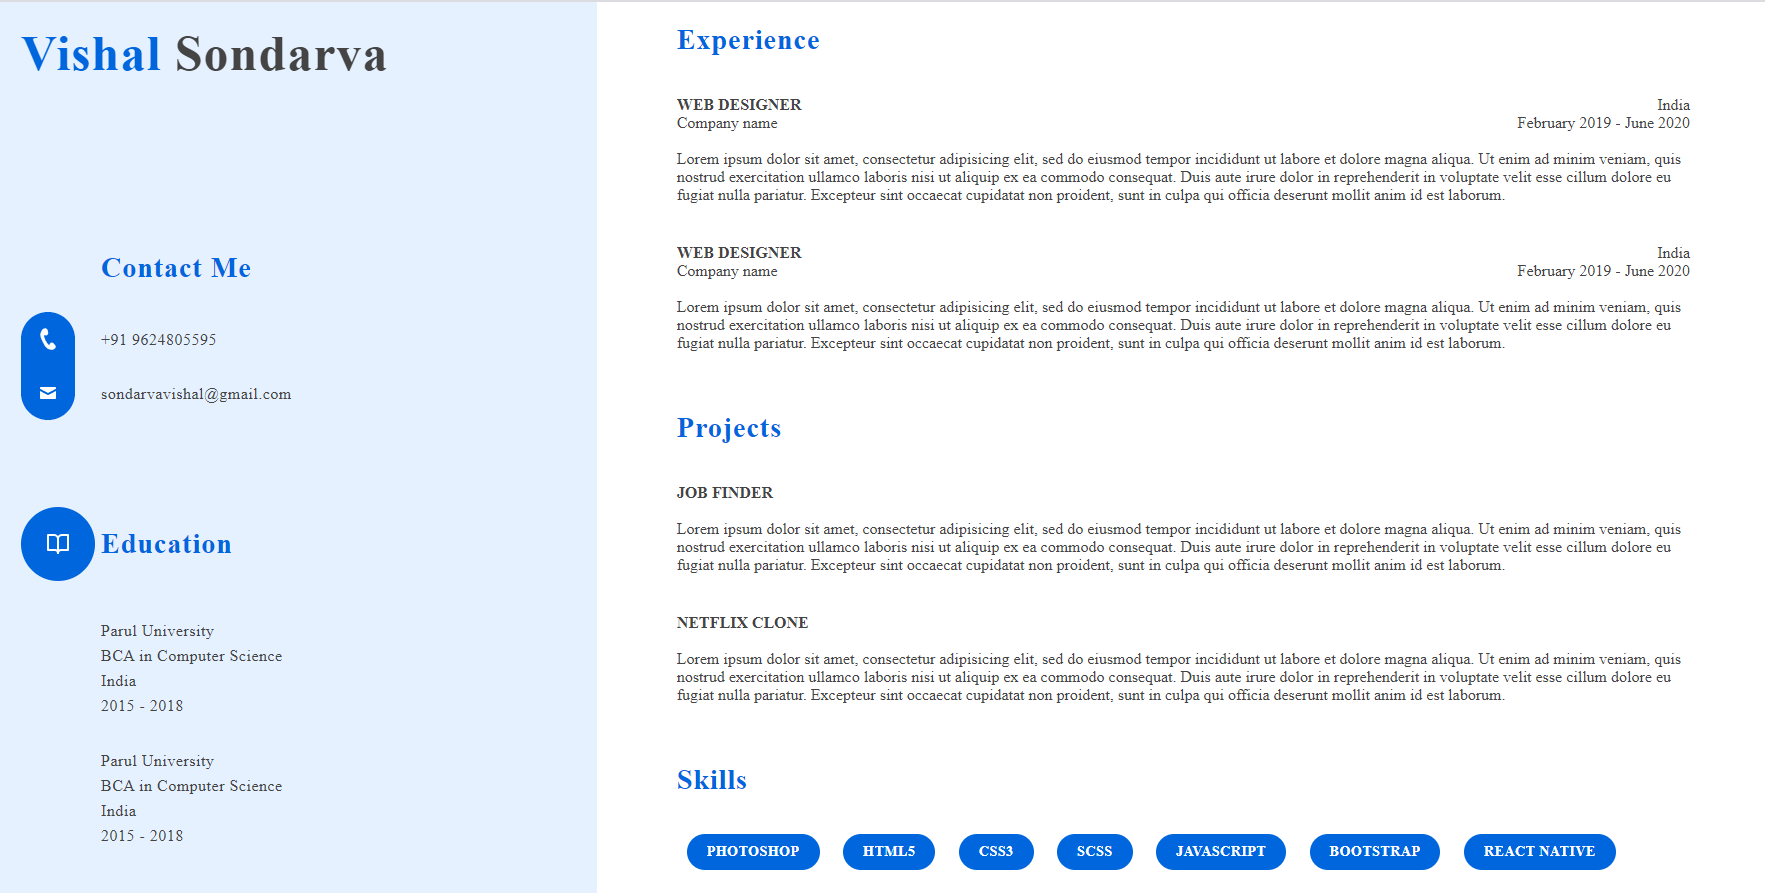 Vishal Sondarva
Contact Me
+91 9624805595
sondarvavishal@gmail.com
Education
Parul University
BCA in Computer Science
India
2015 - 2018
Parul University
BCA in Computer Science
India
2015 - 2018
Experience
WEB DESIGNER India
Company name February 2019 - June 2020
Lorem ipsum dolor sit amet, consectetur adipisicing elit, sed do eiusmod tempor incididunt ut labore et dolore magna aliqua. Ut enim ad minim veniam, quis
nostrud exercitation ullamco laboris nisi ut aliquip ex ea commodo consequat. Duis aute irure dolor in reprehenderit in voluptate velit esse cillum dolore eu
fugiat nulla pariatur. Excepteur sint occaecat cupidatat non proident, sunt in culpa qui officia deserunt mollit anim id est laborum.
WEB DESIGNER India
Company name February 2019 - June 2020
Lorem ipsum dolor sit amet, consectetur adipisicing elit, sed do eiusmod tempor incididunt ut labore et dolore magna aliqua. Ut enim ad minim veniam, quis
nostrud exercitation ullamco laboris nisi ut aliquip ex ea commodo consequat. Duis aute irure dolor in reprehenderit in voluptate velit esse cillum dolore eu
fugiat nulla pariatur. Excepteur sint occaecat cupidatat non proident, sunt in culpa qui officia deserunt mollit anim id est laborum.
Projects
JOB FINDER
Lorem ipsum dolor sit amet, consectetur adipisicing elit, sed do eiusmod tempor incididunt ut labore et dolore magna aliqua. Ut enim ad minim veniam, quis
nostrud exercitation ullamco laboris nisi ut aliquip ex ea commodo consequat. Duis aute irure dolor in reprehenderit in voluptate velit esse cillum dolore eu
fugiat nulla pariatur. Excepteur sint occaecat cupidatat non proident, sunt in culpa qui officia deserunt mollit anim id est laborum.
NETFLIX CLONE
Lorem ipsum dolor sit amet, consectetur adipisicing elit, sed do eiusmod tempor incididunt ut labore et dolore magna aliqua. Ut enim ad minim veniam, quis
nostrud exercitation ullamco laboris nisi ut aliquip ex ea commodo consequat. Duis aute irure dolor in reprehenderit in voluptate velit esse cillum dolore eu
fugiat nulla pariatur. Excepteur sint occaecat cupidatat non proident, sunt in culpa qui officia deserunt mollit anim id est laborum.
Skills
PHOTOSHOP HTML5 CSS3 SCSS JAVASCRIPT BOOTSTRAP REACT NATIVE